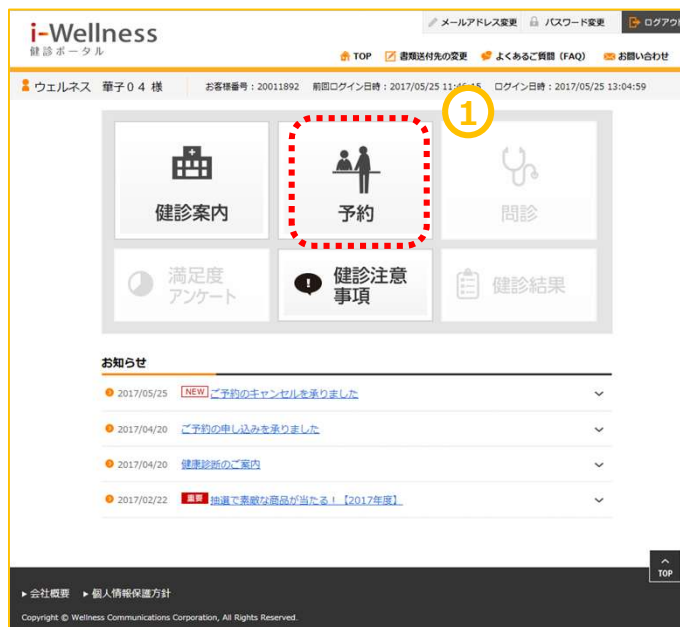 i-Wellness
健診ポータル
メールアドレス変更 パスワード変更 ログアウト
TOP 書類送付先の変更 よくあるご質問（FAQ） お問い合わせ
ウェルネス 華子０４ 様 お客様番号：20011892 前回ログイン日時：2017/05/25 ログイン日時：2017/05/25 13:04:59
1
健診案内
予約
問診
満足度
アンケート
健診注意
事項
健診結果
お知らせ
2017/05/25 NEW ご予約のキャンセルを承りました
2017/04/20 ご予約の申し込みを承りました
2017/04/20 健康診断のご案内
2017/02/22 重要 抽選で素敵な商品が当たる！【2017年度】
TOP
会社概要 個人情報保護方針
Copyright © Wellness Communications Corporation, All Rights Reserved.